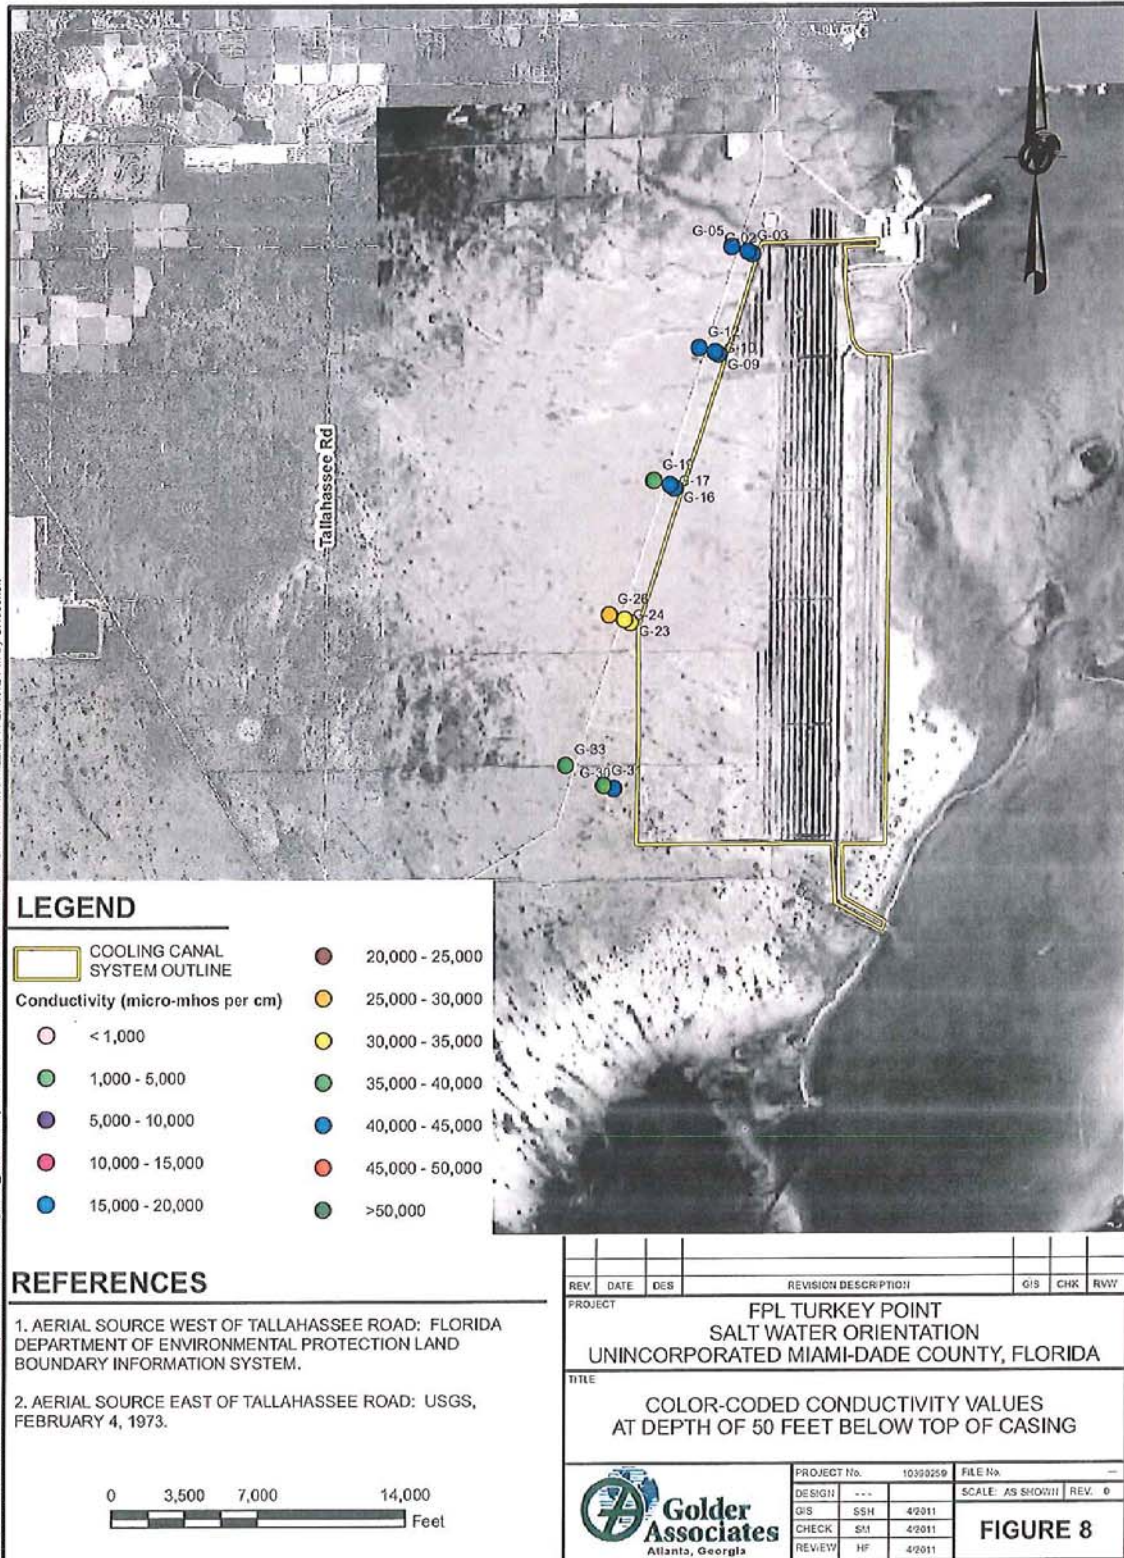 G-05
G-02
G-03
G-12
G-10
G-09
G-19
G-17
G-16
Tallahassee Rd
G-26
G-24
G-23
G-33
G-30
G-3
LEGEND
COOLING CANAL
SYSTEM OUTLINE
Conductivity (micro-mhos per cm)
< 1,000
1,000 - 5,000
5,000 - 10,000
10,000 - 15,000
15,000 - 20,000
20,000 - 25,000
25,000 - 30,000
30,000 - 35,000
35,000 - 40,000
40,000 - 45,000
45,000 - 50,000
>50,000
REFERENCES
1. AERIAL SOURCE WEST OF TALLAHASSEE ROAD: FLORIDA
DEPARTMENT OF ENVIRONMENTAL PROTECTION LAND
BOUNDARY INFORMATION SYSTEM.
2. AERIAL SOURCE EAST OF TALLAHASSEE ROAD: USGS,
FEBRUARY 4, 1973.
0 3,500 7,000 14,000
Feet
REV. DATE DES REVISION DESCRIPTION GIS CHK RVW
PROJECT
FPL TURKEY POINT
SALT WATER ORIENTATION
UNINCORPORATED MIAMI-DADE COUNTY, FLORIDA
TITLE
COLOR-CODED CONDUCTIVITY VALUES
AT DEPTH OF 50 FEET BELOW TOP OF CASING
Golder
Associates
Atlanta, Georgia
PROJECT No. 10390259 FILE No. ---
DESIGN --- SCALE: AS SHOWN REV. 0
GIS SSH 4/2011
CHECK SM 4/2011
REVIEW HF 4/2011
FIGURE 8